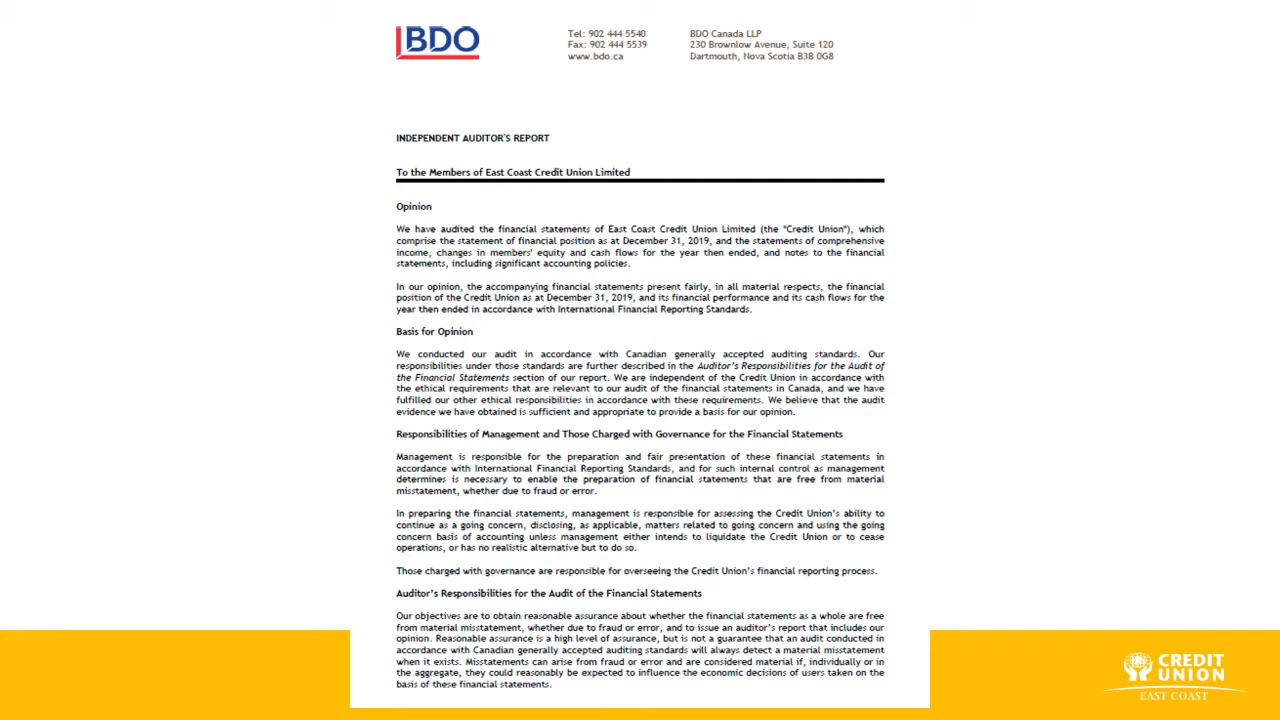 BDO
Tel: 902 444 5540
Fax: 902 444 5539
www.bdo.ca
BDO Canada LLP
230 Brownlow Avenue, Suite 120
Dartmouth, Nova Scotia B3B 0G8
INDEPENDENT AUDITOR'S REPORT
To the Members of East Coast Credit Union Limited
Opinion
We have audited the financial statements of East Coast Credit Union Limited (the "Credit Union"), which
comprise the statement of financial position as at December 31, 2019, and the statements of comprehensive
income, changes in members' equity and cash flows for the year then ended, and notes to the financial
statements, including significant accounting policies.
In our opinion, the accompanying financial statements present fairly, in all material respects, the financial
position of the Credit Union as at December 31, 2019, and its financial performance and its cash flows for the
year then ended in accordance with International Financial Reporting Standards.
Basis for Opinion
We conducted our audit in accordance with Canadian generally accepted auditing standards. Our
responsibilities under those standards are further described in the Auditor's Responsibilities for the Audit of
the Financial Statements section of our report. We are independent of the Credit Union in accordance with
the ethical requirements that are relevant to our audit of the financial statements in Canada, and we have
fulfilled our other ethical responsibilities in accordance with these requirements. We believe that the audit
evidence we have obtained is sufficient and appropriate to provide a basis for our opinion.
Responsibilities of Management and Those Charged with Governance for the Financial Statements
Management is responsible for the preparation and fair presentation of these financial statements in
accordance with International Financial Reporting Standards, and for such internal control as management
determines is necessary to enable the preparation of financial statements that are free from material
misstatement, whether due to fraud or error.
In preparing the financial statements, management is responsible for assessing the Credit Union's ability to
continue as a going concern, disclosing, as applicable, matters related to going concern and using the going
concern basis of accounting unless management either intends to liquidate the Credit Union or to cease
operations, or has no realistic alternative but to do so.
Those charged with governance are responsible for overseeing the Credit Union's financial reporting process.
Auditor's Responsibilities for the Audit of the Financial Statements
Our objectives are to obtain reasonable assurance about whether the financial statements as a whole are free
from material misstatement, whether due to fraud or error, and to issue an auditor's report that includes our
opinion. Reasonable assurance is a high level of assurance, but is not a guarantee that an audit conducted in
accordance with Canadian generally accepted auditing standards will always detect a material misstatement
when it exists. Misstatements can arise from fraud or error and are considered material if, individually or in
the aggregate, they could reasonably be expected to influence the economic decisions of users taken on the
basis of these financial statements.
CREDIT
UNION
EAST COAST